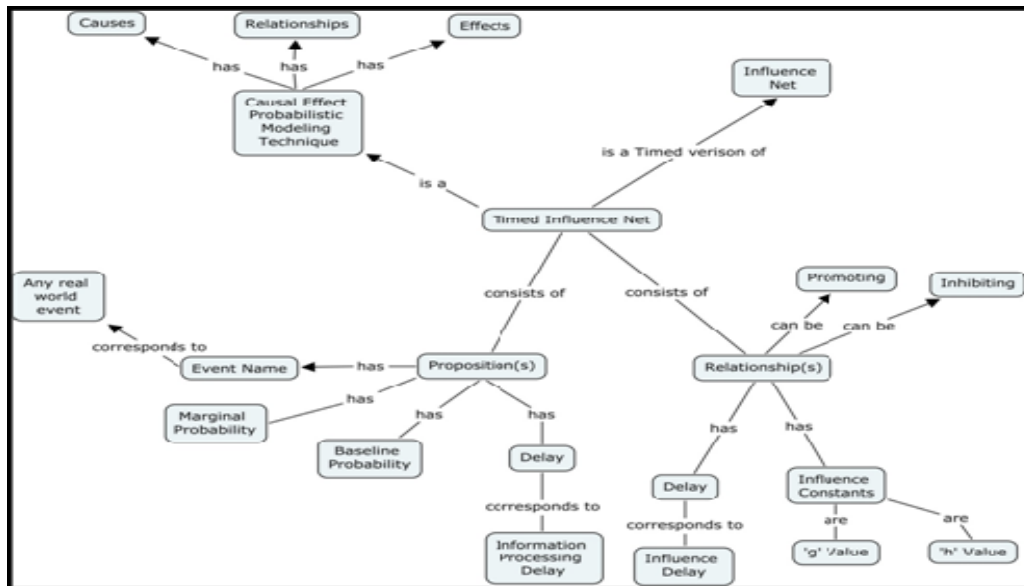 Causes
Relationships
Effects
has
has
has
Influence
Net
Causal Effect
Probabilistic
Modeling
Technique
is a Timed verison of
is a
Timed Influence Net
Any real
world
event
consists of
consists of
Promoting
Inhibiting
can be
can be
corresponds to
Event Name
has
Proposition(s)
Relationship(s)
has
Marginal
Probability
has
has
has
has
Baseline
Probability
Delay
Delay
Influence
Constants
corresponds to
corresponds to
are
are
Information
Processing
Delay
Influence
Delay
'g' Value
'h' Value